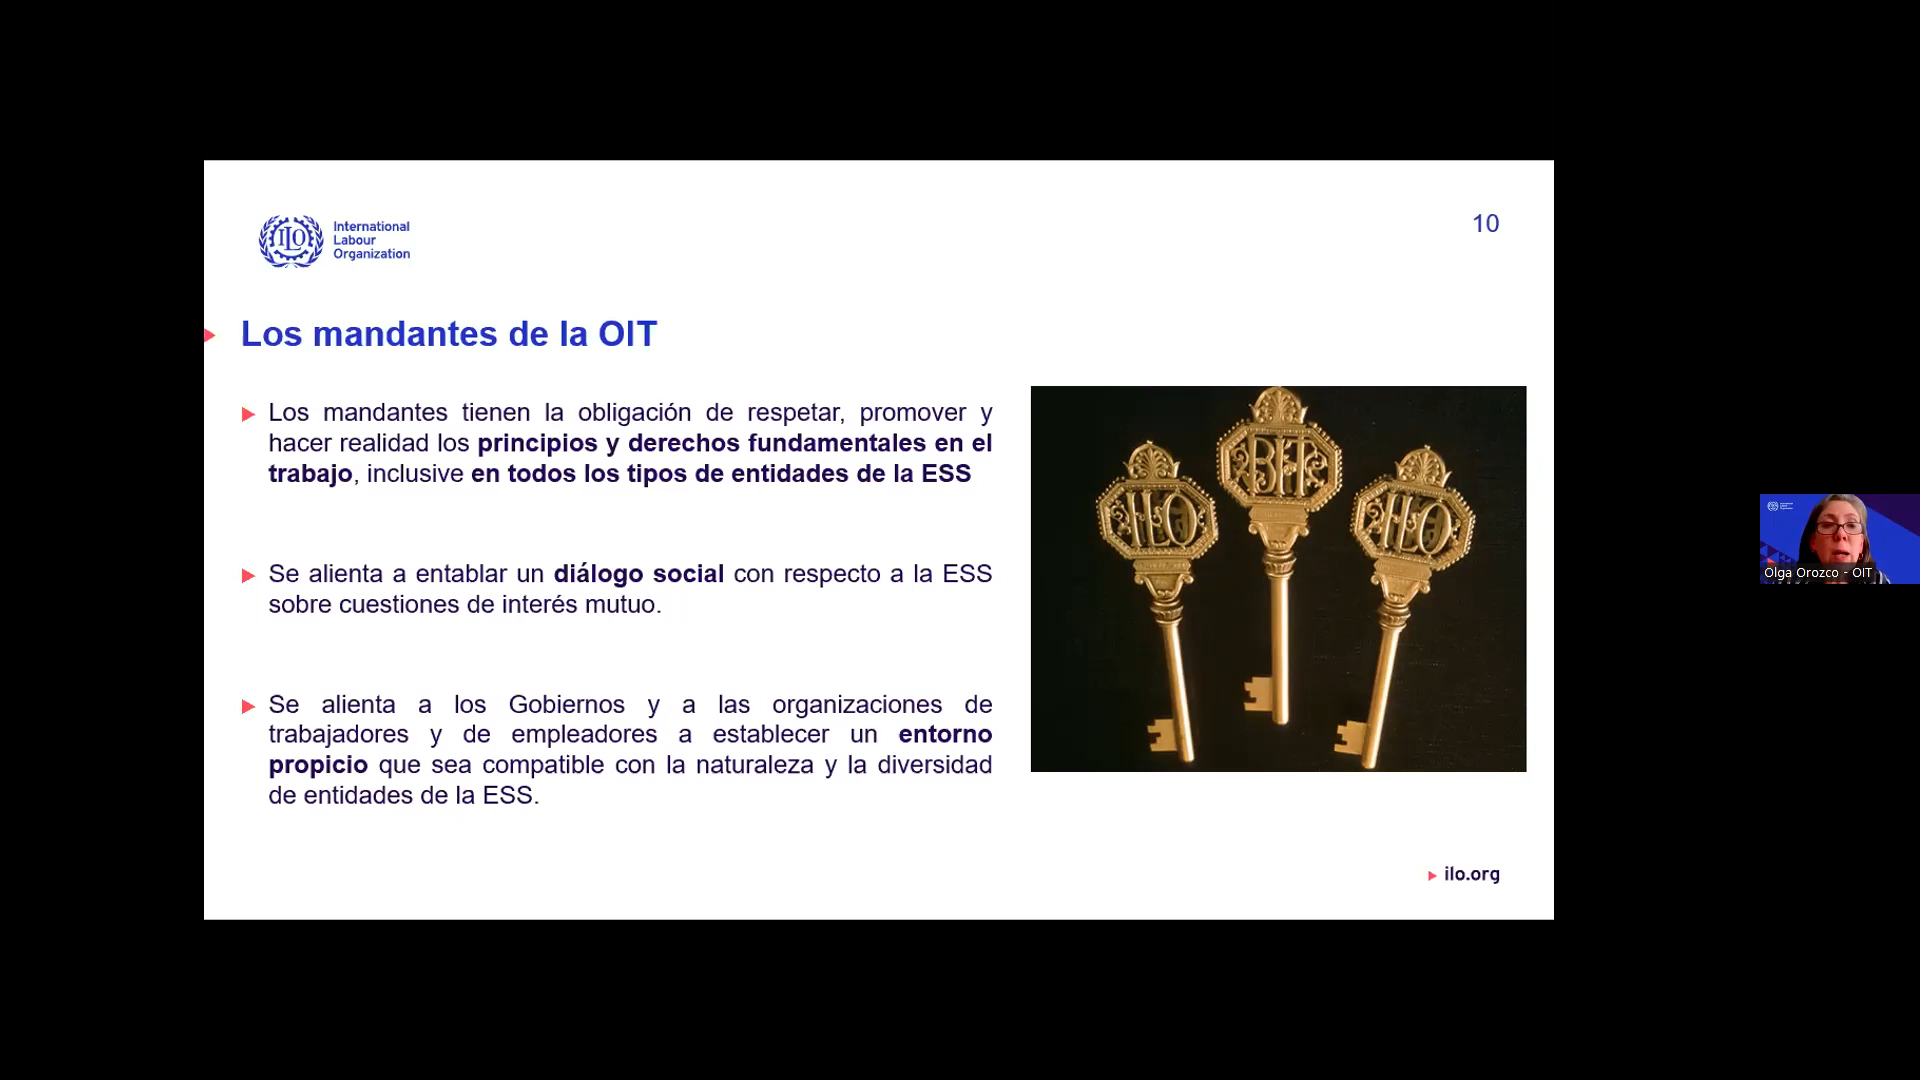 International
Labour
Organization
ILO
10
Los mandantes de la OIT
Los mandantes tienen la obligación de respetar, promover y
hacer realidad los principios y derechos fundamentales en el
trabajo, inclusive en todos los tipos de entidades de la ESS
Se alienta a entablar un diálogo social con respecto a la ESS
sobre cuestiones de interés mutuo.
Se alienta a los Gobiernos y a las organizaciones de
trabajadores y de empleadores a establecer un entorno
propicio que sea compatible con la naturaleza y la diversidad
de entidades de la ESS.
ILO
BIT
ILO
ilo.org
Olga Orozco - OIT